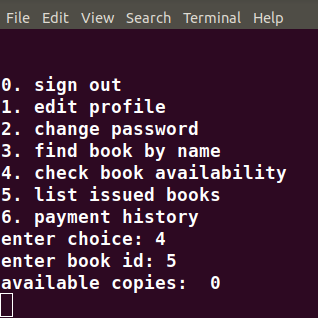 File Edit View Search Terminal Help
0. sign out
1. edit profile
2. change password
3. find book by name
4. check book availability
5. list issued books
6. payment history
enter choice: 4
enter book id: 5
available copies:  0